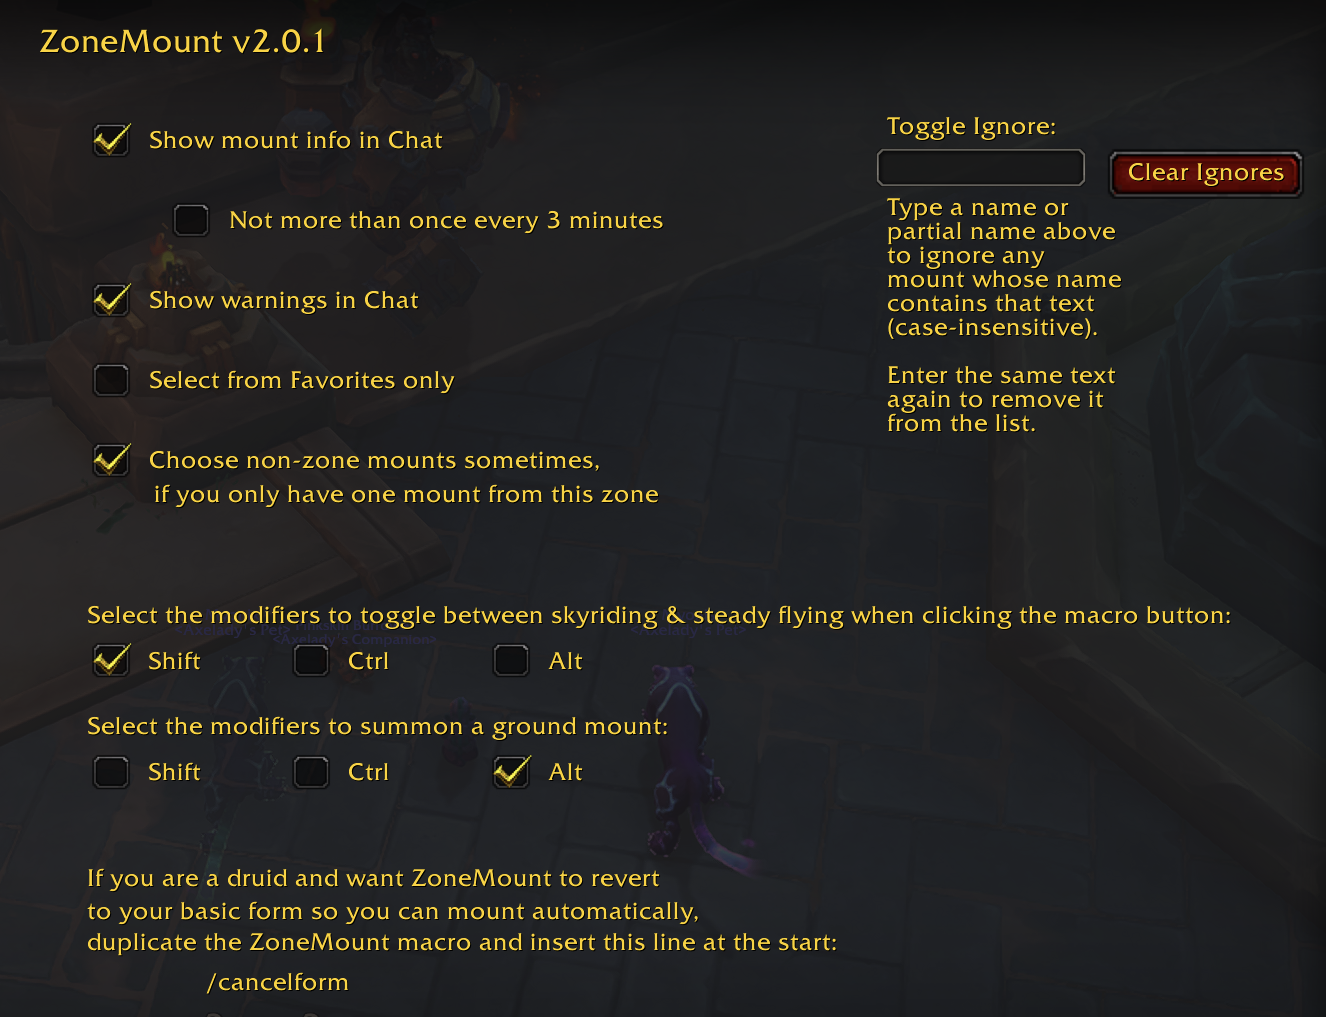 ZoneMount v2.0.1
Show mount info in Chat
Not more than once every 3 minutes
Show warnings in Chat
Select from Favorites only
Choose non-zone mounts sometimes,
if you only have one mount from this zone
Toggle Ignore:
Clear Ignores
Type a name or
partial name above
to ignore any
mount whose name
contains that text
(case-insensitive).
Enter the same text
again to remove it
from the list.
Select the modifiers to toggle between skyriding & steady flying when clicking the macro button:
<Axelady's Pet>
<Axelady's Companion>
<Axelady's Pet>
Shift Ctrl Alt
Select the modifiers to summon a ground mount:
Shift Ctrl Alt
If you are a druid and want ZoneMount to revert
to your basic form so you can mount automatically,
duplicate the ZoneMount macro and insert this line at the start:
/cancelform